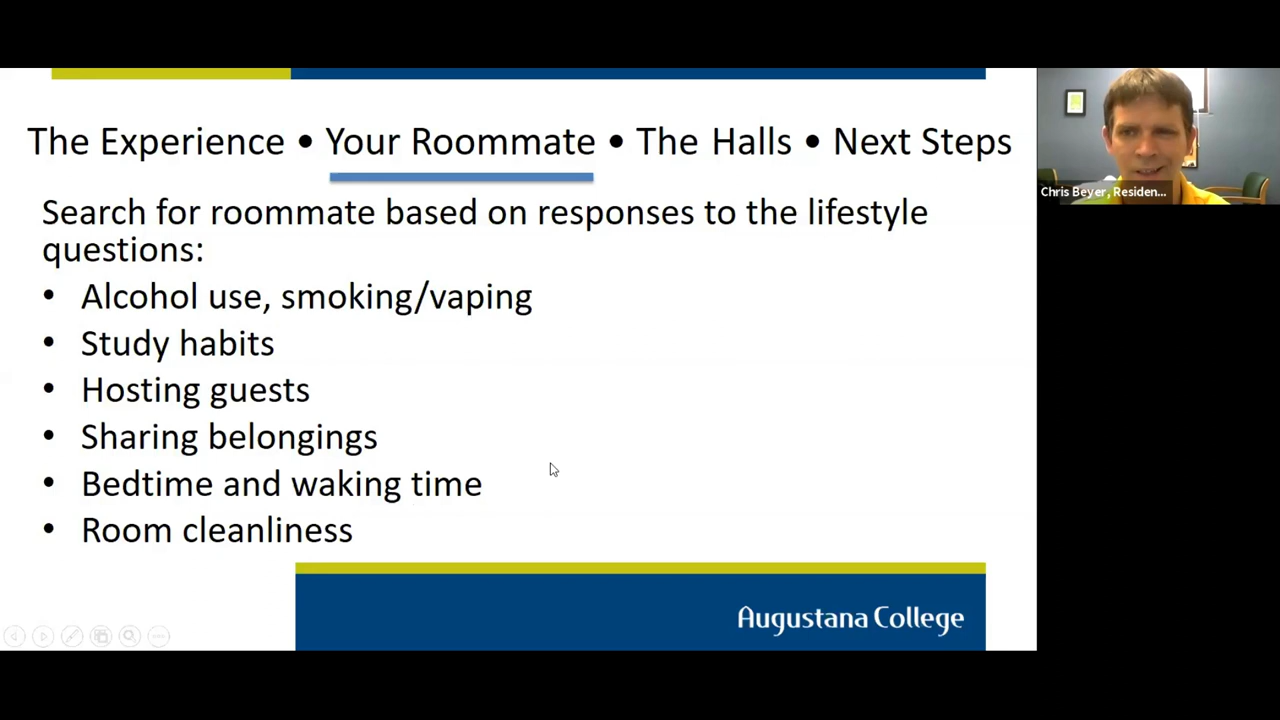 The Experience • Your Roommate • The Halls • Next Steps
Search for roommate based on responses to the lifestyle
questions:
• Alcohol use, smoking/vaping
• Study habits
• Hosting guests
• Sharing belongings
• Bedtime and waking time
• Room cleanliness
Augustana College
Chris Beyer, Residen...